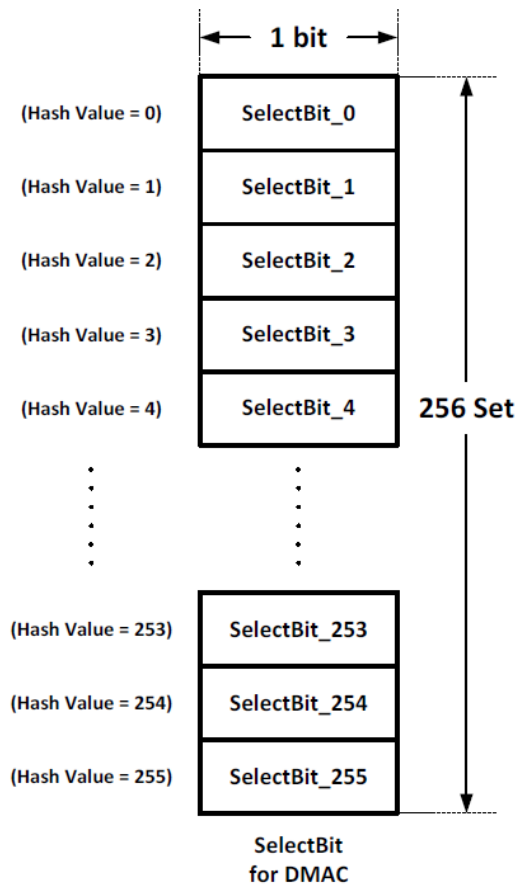 1 bit
(Hash Value = 0) SelectBit_0
(Hash Value = 1) SelectBit_1
(Hash Value = 2) SelectBit_2
(Hash Value = 3) SelectBit_3
(Hash Value = 4) SelectBit_4
256 Set
(Hash Value = 253) SelectBit_253
(Hash Value = 254) SelectBit_254
(Hash Value = 255) SelectBit_255
SelectBit
for DMAC